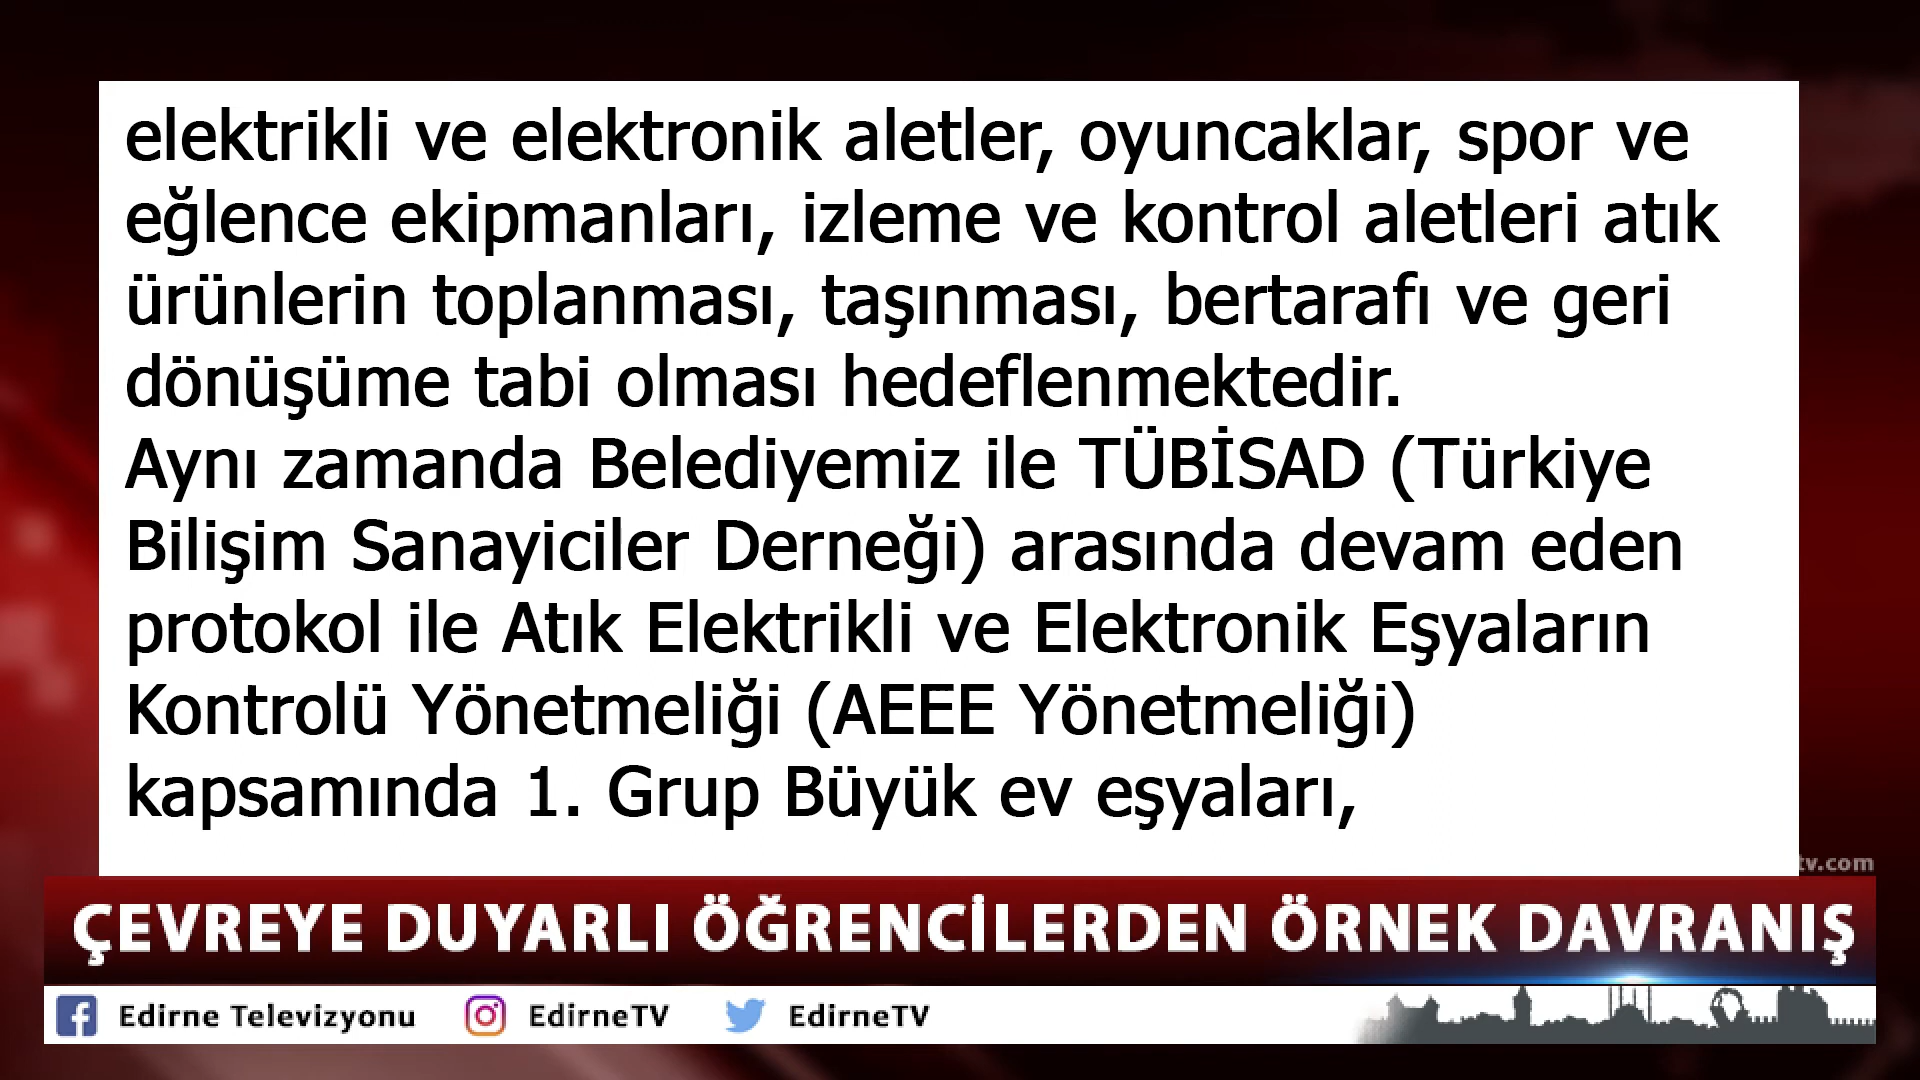 elektrikli ve elektronik aletler, oyuncaklar, spor ve
eğlence ekipmanları, izleme ve kontrol aletleri atık
ürünlerin toplanması, taşınması, bertarafı ve geri
dönüşüme tabi olması hedeflenmektedir.
Aynı zamanda Belediyemiz ile TÜBİSAD (Türkiye
Bilişim Sanayiciler Derneği) arasında devam eden
protokol ile Atık Elektrikli ve Elektronik Eşyaların
Kontrolü Yönetmeliği (AEEE Yönetmeliği)
kapsamında 1. Grup Büyük ev eşyaları,
tv.com
ÇEVREYE DUYARLI ÖĞRENCİLERDEN ÖRNEK DAVRANIŞ
Edirne Televizyonu EdirneTV EdirneTV